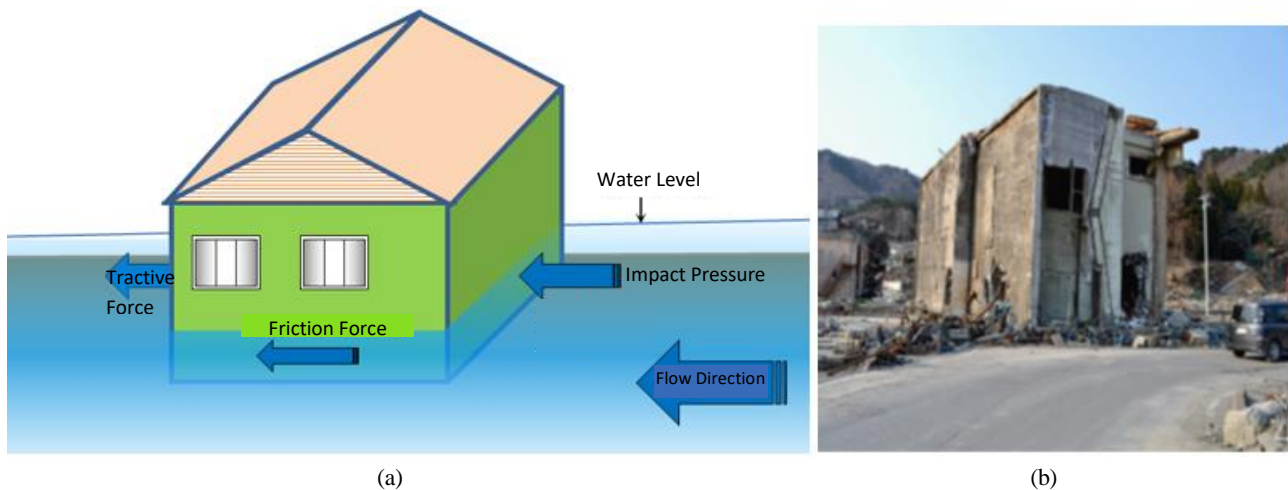 Water Level
Tractive
Force
Impact Pressure
Friction Force
Flow Direction
(a)
(b)